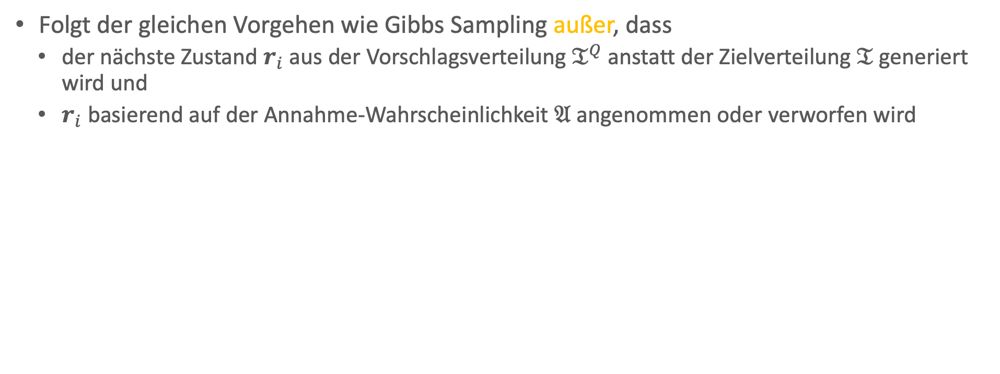 • Folgt der gleichen Vorgehen wie Gibbs Sampling außer, dass
• der nächste Zustand 𝒓ᵢ aus der Vorschlagsverteilung 𝔗^Q anstatt der Zielverteilung 𝔗 generiert
wird und
• 𝒓ᵢ basierend auf der Annahme-Wahrscheinlichkeit 𝔄 angenommen oder verworfen wird